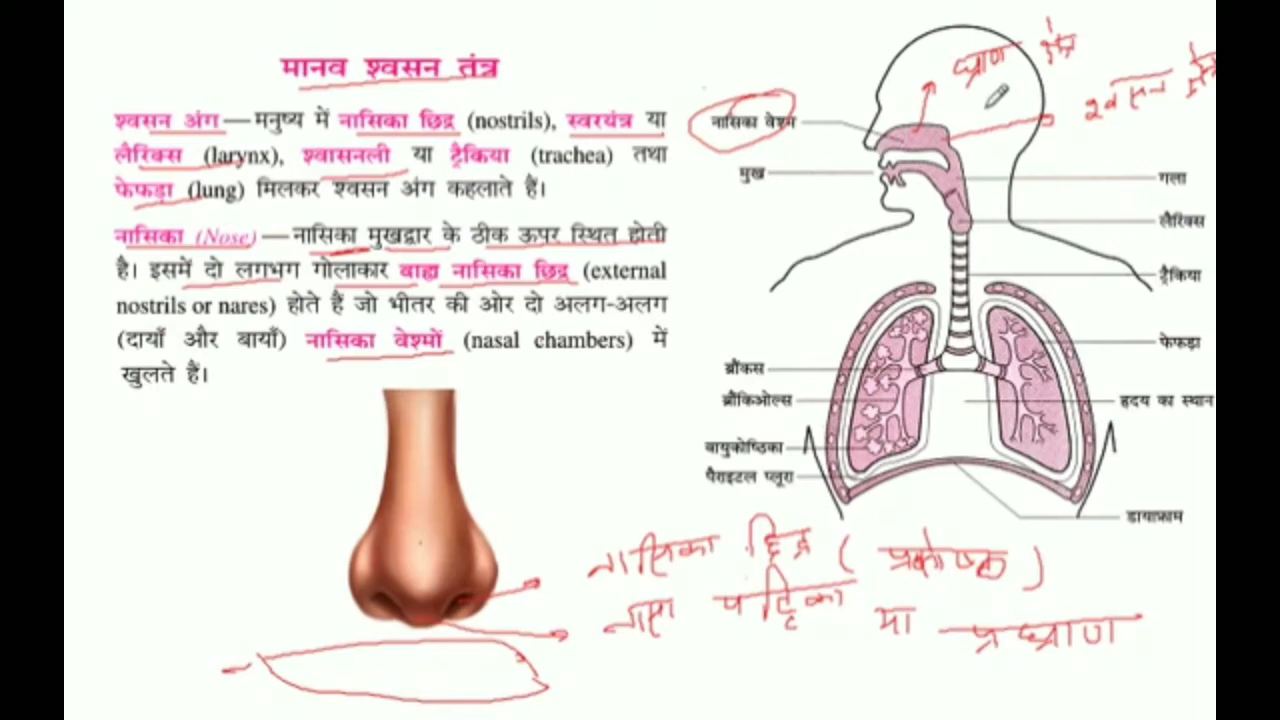 मानव श्वसन तंत्र
श्वसन अंग—मनुष्य में नासिका छिद्र (nostrils), स्वरयंत्र या
लैरिंक्स (larynx), श्वासनली या ट्रैकिया (trachea) तथा
फेफड़ा (lung) मिलकर श्वसन अंग कहलाते हैं।
नासिका (Nose)—नासिका मुखद्वार के ठीक ऊपर स्थित होती
है। इसमें दो लगभग गोलाकार बाह्य नासिका छिद्र (external
nostrils or nares) होते हैं जो भीतर की ओर दो अलग-अलग
(दायाँ और बायाँ) नासिका वेश्मों (nasal chambers) में
खुलते हैं।
घ्राण क्षेत्र
श्वसन क्षेत्र
नासिका वेश्म
मुख
गला
लैरिंक्स
ट्रैकिया
फेफड़ा
ब्रौंकस
ब्रौंकिओल्स
हृदय का स्थान
वायुकोष्ठिका
पैराइटल प्लूरा
डायाफ्राम
नासिका छिद्र ( प्रकोष्ठ )
नासा पट्टिका या प्रघ्राण